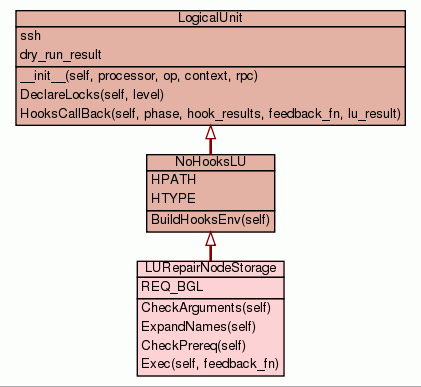 LogicalUnit
ssh
dry_run_result
__init__(self, processor, op, context, rpc)
DeclareLocks(self, level)
HooksCallBack(self, phase, hook_results, feedback_fn, lu_result)
NoHooksLU
HPATH
HTYPE
BuildHooksEnv(self)
LURepairNodeStorage
REQ_BGL
CheckArguments(self)
ExpandNames(self)
CheckPrereq(self)
Exec(self, feedback_fn)